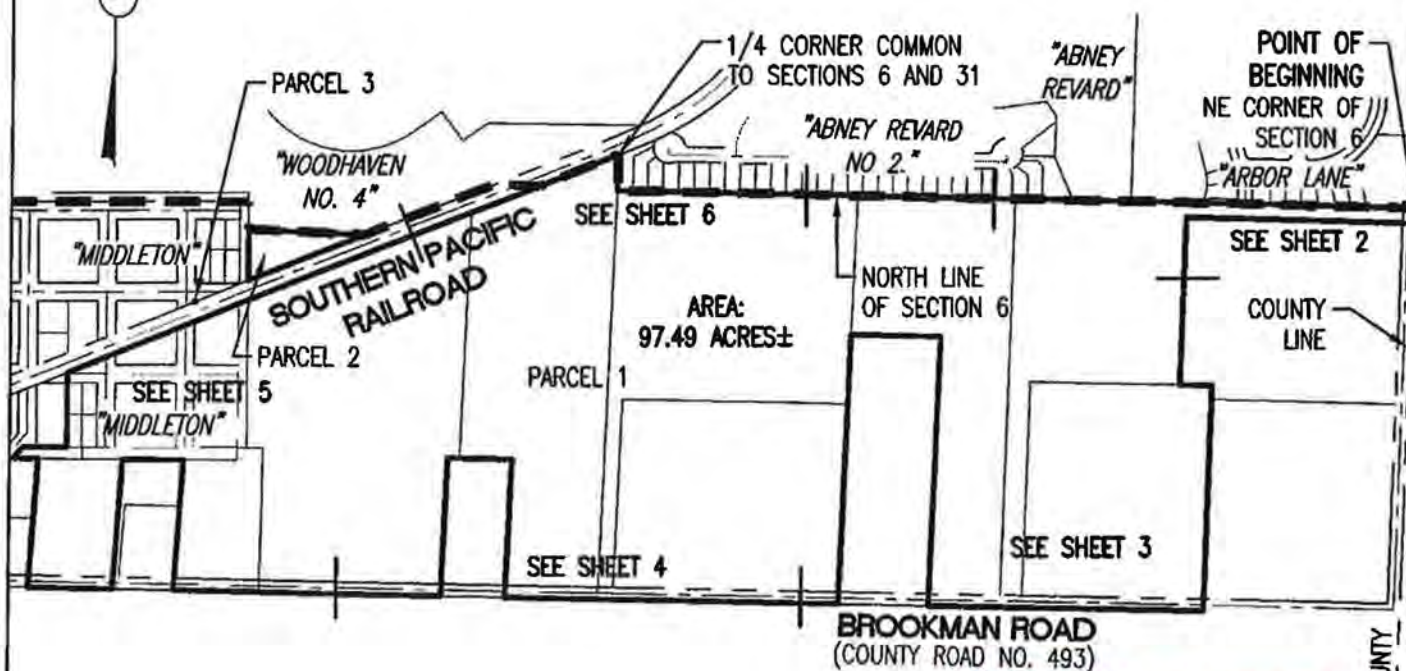 1/4 CORNER COMMON
TO SECTIONS 6 AND 31
"ABNEY
REVARD"
POINT OF
BEGINNING
NE CORNER OF
SECTION 6
PARCEL 3
"WOODHAVEN
NO. 4"
"ABNEY REVARD
NO 2."
"ARBOR LANE"
"MIDDLETON"
SEE SHEET 6
SEE SHEET 2
SOUTHERN PACIFIC
RAILROAD
NORTH LINE
OF SECTION 6
AREA:
97.49 ACRES±
COUNTY
LINE
PARCEL 2
SEE SHEET 5
PARCEL 1
"MIDDLETON"
SEE SHEET 4
SEE SHEET 3
BROOKMAN ROAD
(COUNTY ROAD NO. 493)